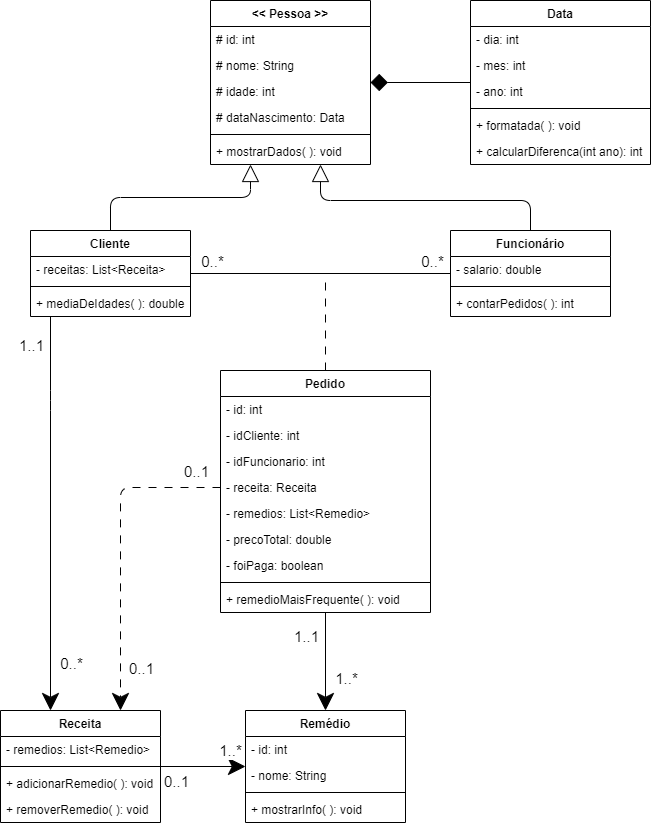 << Pessoa >>
# id: int
# nome: String
# idade: int
# dataNascimento: Data
+ mostrarDados( ): void
Data
- dia: int
- mes: int
- ano: int
+ formatada( ): void
+ calcularDiferenca(int ano): int
Cliente
- receitas: List<Receita>
+ mediaDeIdades( ): double
0..*
0..*
Funcionário
- salario: double
+ contarPedidos( ): int
1..1
Pedido
- id: int
- idCliente: int
- idFuncionario: int
- receita: Receita
- remedios: List<Remedio>
- precoTotal: double
- foiPaga: boolean
+ remedioMaisFrequente( ): void
0..1
1..1
0..*
0..1
1..*
Receita
- remedios: List<Remedio>
+ adicionarRemedio( ): void
+ removerRemedio( ): void
1..*
0..1
Remédio
- id: int
- nome: String
+ mostrarInfo( ): void